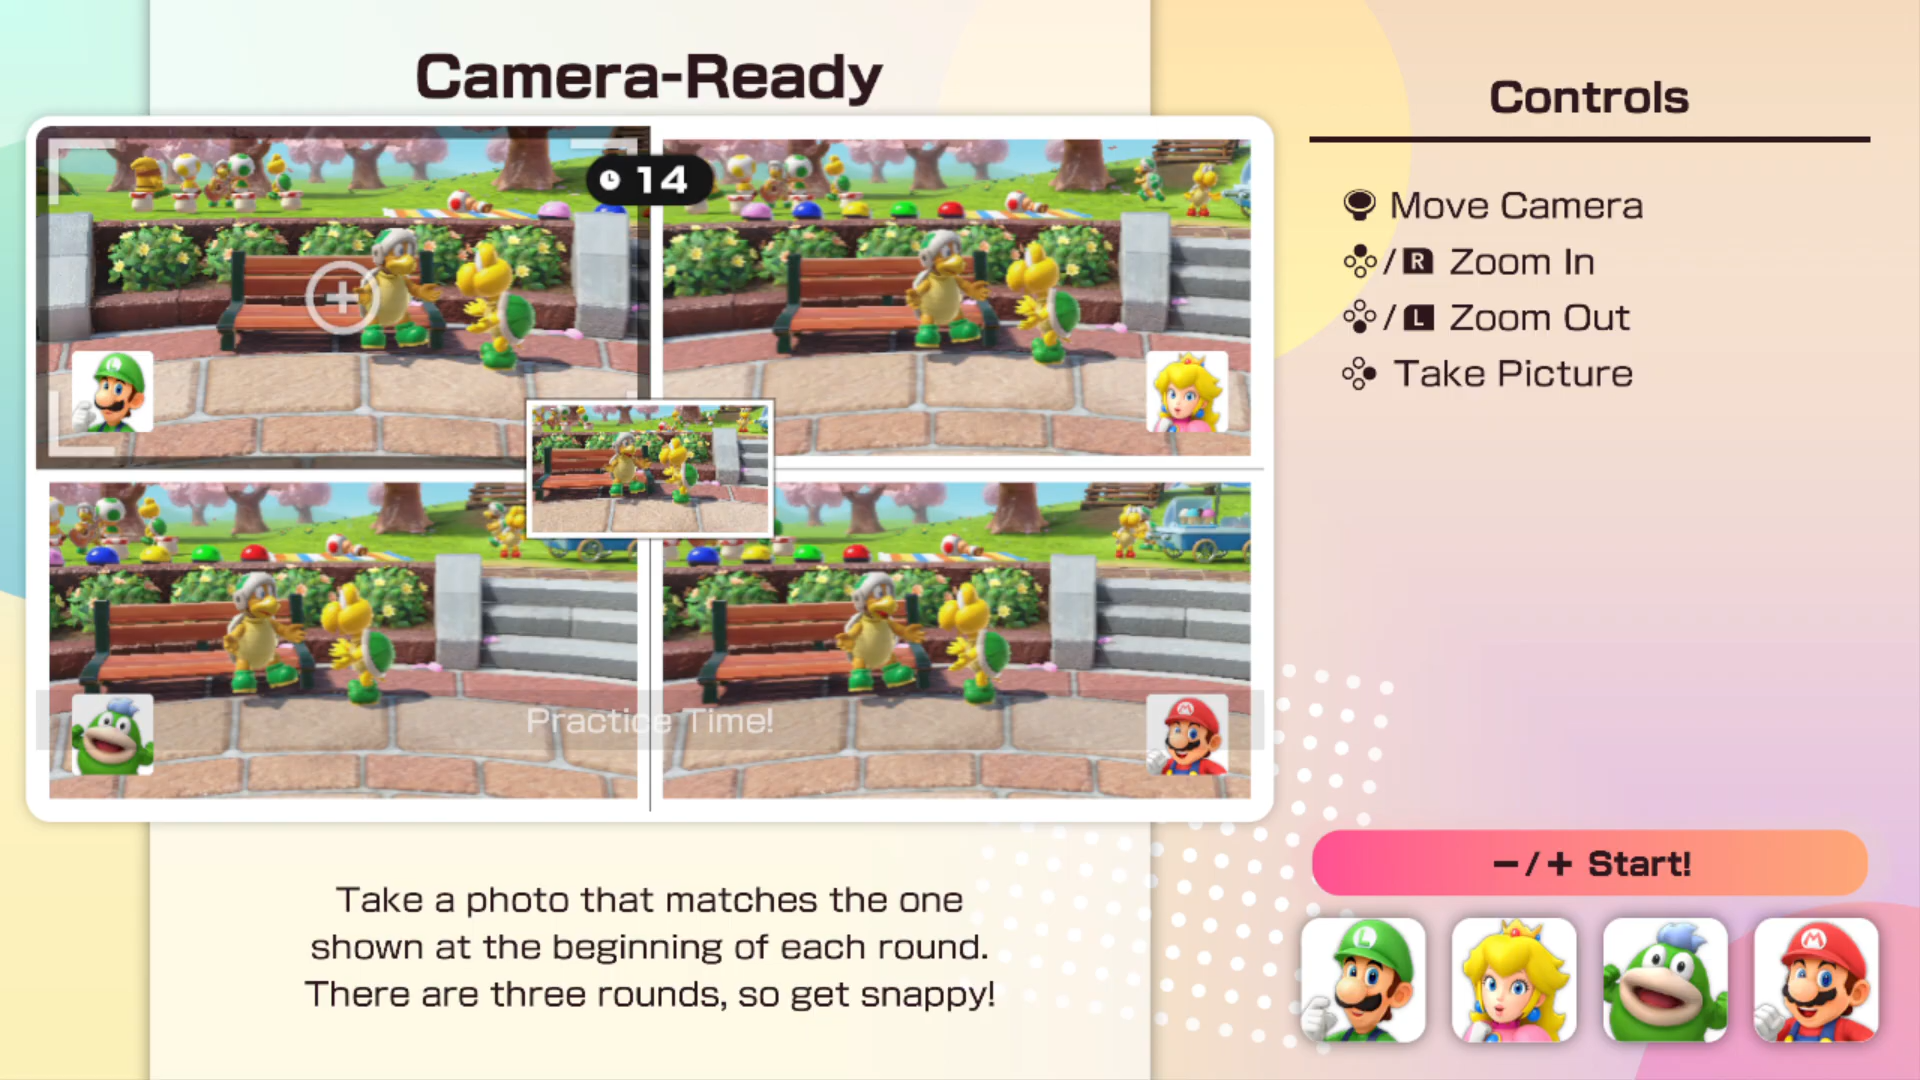 Camera-Ready
14
Practice Time!
Take a photo that matches the one
shown at the beginning of each round.
There are three rounds, so get snappy!
Controls
Move Camera
/R Zoom In
/L Zoom Out
Take Picture
−/+ Start!